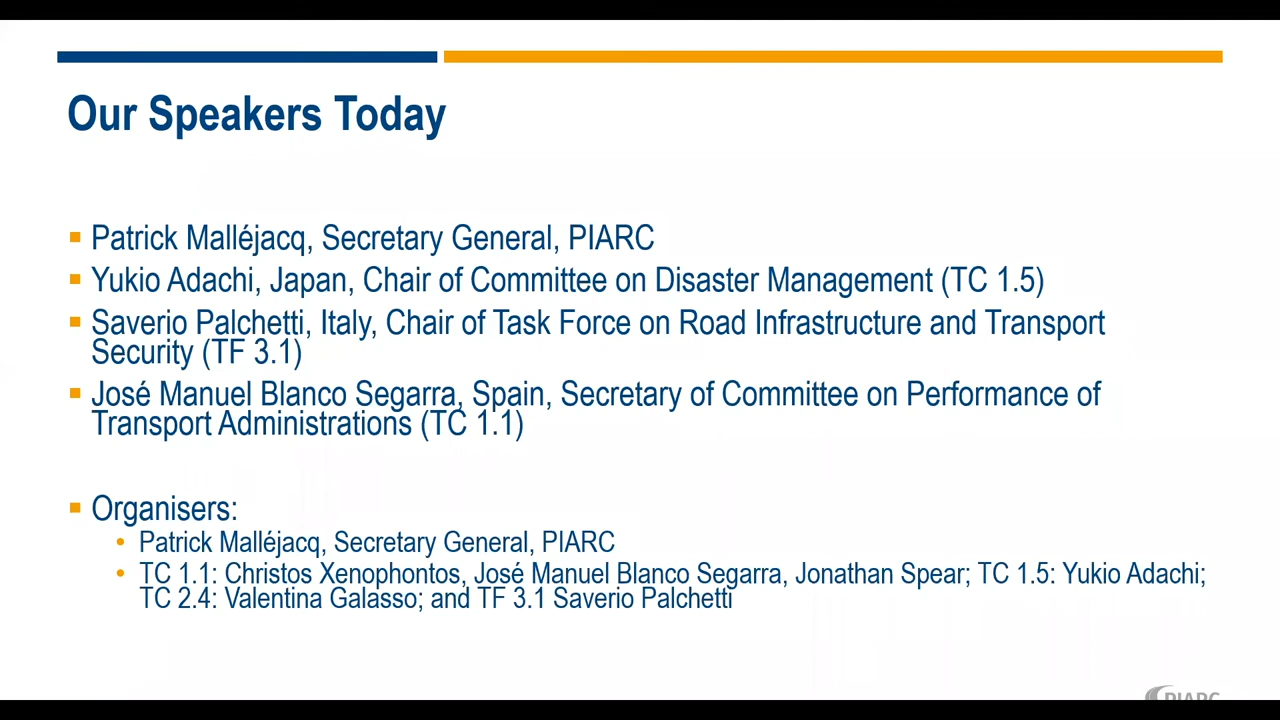 Our Speakers Today
Patrick Malléjacq, Secretary General, PIARC
Yukio Adachi, Japan, Chair of Committee on Disaster Management (TC 1.5)
Saverio Palchetti, Italy, Chair of Task Force on Road Infrastructure and Transport
Security (TF 3.1)
José Manuel Blanco Segarra, Spain, Secretary of Committee on Performance of
Transport Administrations (TC 1.1)
Organisers:
Patrick Malléjacq, Secretary General, PIARC
TC 1.1: Christos Xenophontos, José Manuel Blanco Segarra, Jonathan Spear; TC 1.5: Yukio Adachi;
TC 2.4: Valentina Galasso; and TF 3.1 Saverio Palchetti
PIARC